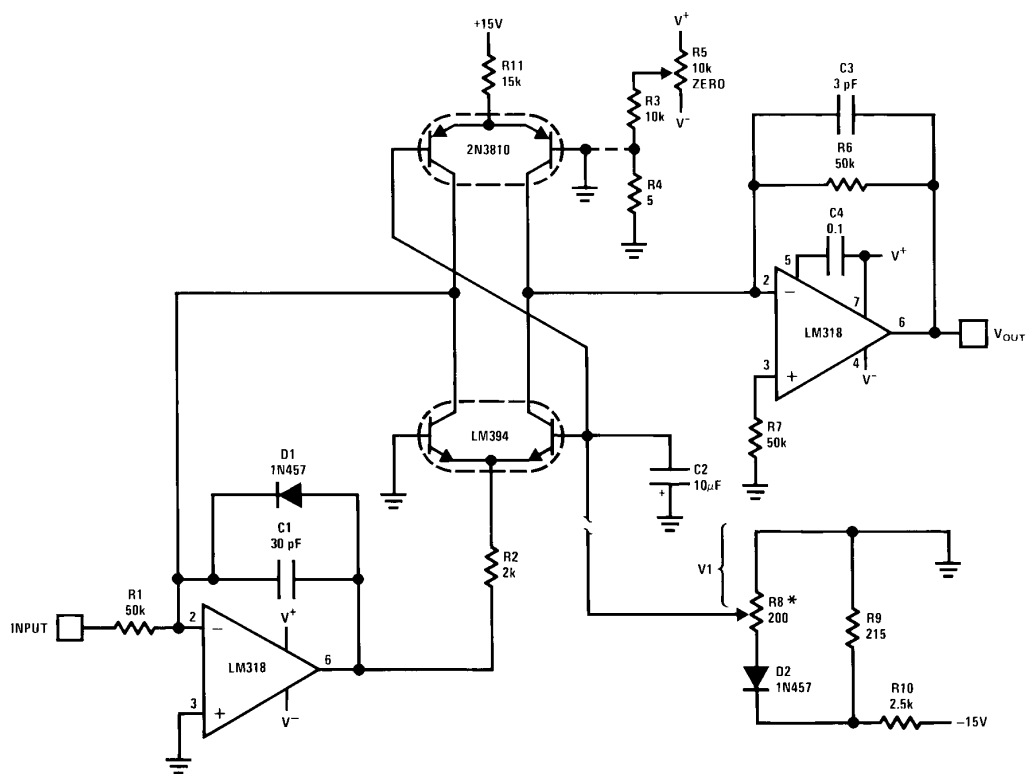 +15V
R11
15k
V+
R5
10k
ZERO
R3
10k
V−
2N3810
R4
5
C3
3 pF
R6
50k
C4
0.1
5
V+
2
−
7
LM318
6
VOUT
3
+
4
V−
R7
50k
LM394
D1
1N457
C1
30 pF
R2
2k
C2
10μF
+
V1
R8*
200
R9
215
D2
1N457
R10
2.5k
−15V
INPUT
R1
50k
2
−
V+
LM318
6
3
+
V−